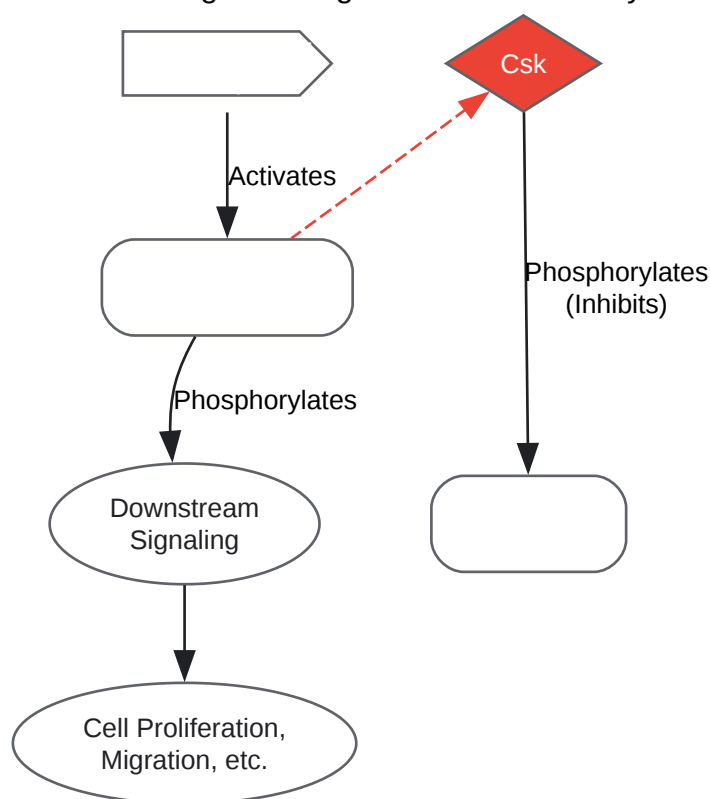 Csk
Activates
Phosphorylates
(Inhibits)
Phosphorylates
Downstream
Signaling
Cell Proliferation,
Migration, etc.